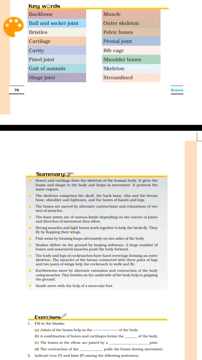 Key words
Backbone
Muscle
Ball and socket joint
Outer skeleton
Bristles
Pelvic bones
Cartilage
Pivotal joint
Cavity
Rib cage
Fixed joint
Shoulder bones
Gait of animals
Skeleton
Hinge joint
Streamlined
78
Summary
Bones and cartilage form the skeleton of the human body. It gives the
frame and shape to the body and helps in movement. It protects the
inner organs.
The skeleton comprises the skull, the back bone, ribs and the breast
bone, shoulder and hipbones, and the bones of hands and legs.
The bones are moved by alternate contractions and relaxations of two
sets of muscles.
The bone joints are of various kinds depending on the nature of joints
and direction of movement they allow.
Strong muscles and light bones work together to help the birds fly. They
fly by flapping their wings.
Fish swim by forming loops alternately on two sides of the body.
Snakes slither on the ground by looping sideways. A large number of
bones and associated muscles push the body forward.
The body and legs of cockroaches have hard coverings forming an outer
skeleton. The muscles of the breast connected with three pairs of legs
and two pairs of wings help the cockroach to walk and fly.
Earthworms move by alternate extension and contraction of the body
using muscles. Tiny bristles on the underside of the body help in gripping
the ground.
Snails move with the help of a muscular foot.
Exercises
1. Fill in the blanks:
(a) Joints of the bones help in the of the body.
(b) A combination of bones and cartilages forms the of the body.
(c) The bones at the elbow are joined by a joint.
(d) The contraction of the pulls the bones during movement.
2. Indicate true (T) and false (F) among the following sentences.